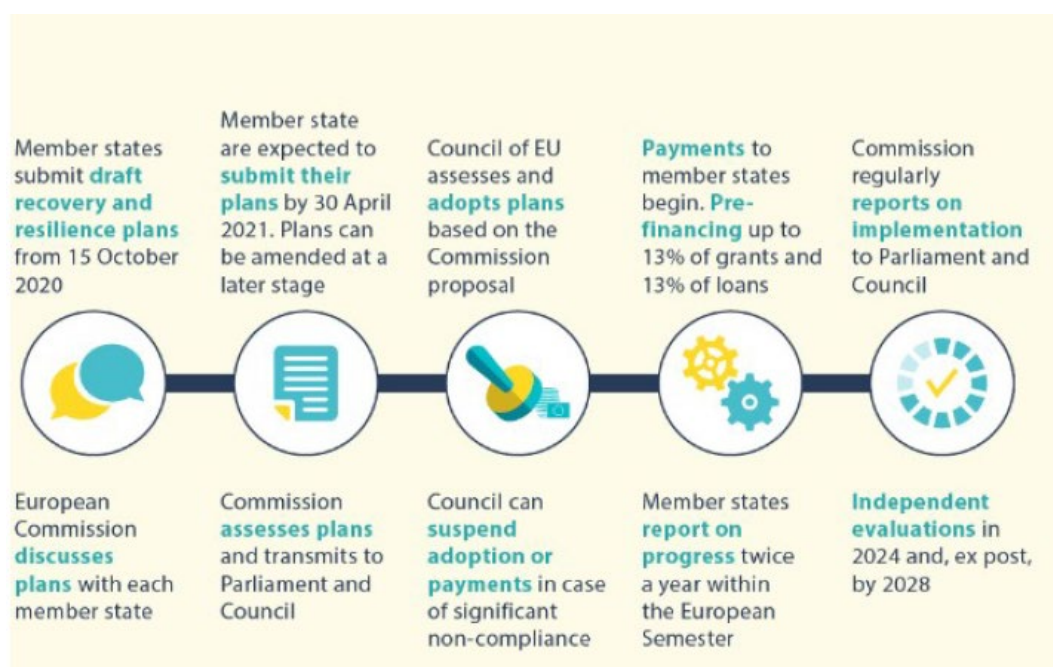 Member states
submit draft
recovery and
resilience plans
from 15 October
2020
Member state
are expected to
submit their
plans by 30 April
2021. Plans can
be amended at a
later stage
Council of EU
assesses and
adopts plans
based on the
Commission
proposal
Payments to
member states
begin. Pre-
financing up to
13% of grants and
13% of loans
Commission
regularly
reports on
implementation
to Parliament and
Council
European
Commission
discusses
plans with each
member state
Commission
assesses plans
and transmits to
Parliament and
Council
Council can
suspend
adoption or
payments in case
of significant
non-compliance
Member states
report on
progress twice
a year within
the European
Semester
Independent
evaluations in
2024 and, ex post,
by 2028